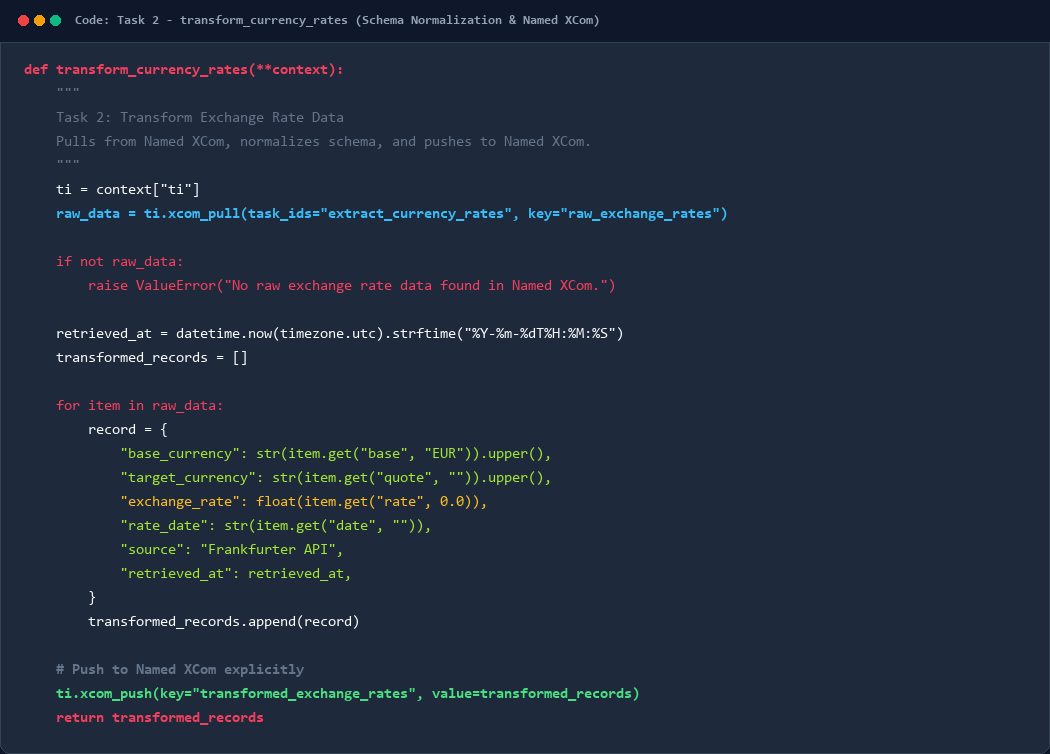 Code: Task 2 - transform_currency_rates (Schema Normalization & Named XCom)
def transform_currency_rates(**context):
    """
    Task 2: Transform Exchange Rate Data
    Pulls from Named XCom, normalizes schema, and pushes to Named XCom.
    """
    ti = context["ti"]
    raw_data = ti.xcom_pull(task_ids="extract_currency_rates", key="raw_exchange_rates")
    if not raw_data:
        raise ValueError("No raw exchange rate data found in Named XCom.")
    retrieved_at = datetime.now(timezone.utc).strftime("%Y-%m-%dT%H:%M:%S")
    transformed_records = []
    for item in raw_data:
        record = {
            "base_currency": str(item.get("base", "EUR")).upper(),
            "target_currency": str(item.get("quote", "")).upper(),
            "exchange_rate": float(item.get("rate", 0.0)),
            "rate_date": str(item.get("date", "")),
            "source": "Frankfurter API",
            "retrieved_at": retrieved_at,
        }
        transformed_records.append(record)
    # Push to Named XCom explicitly
    ti.xcom_push(key="transformed_exchange_rates", value=transformed_records)
    return transformed_records